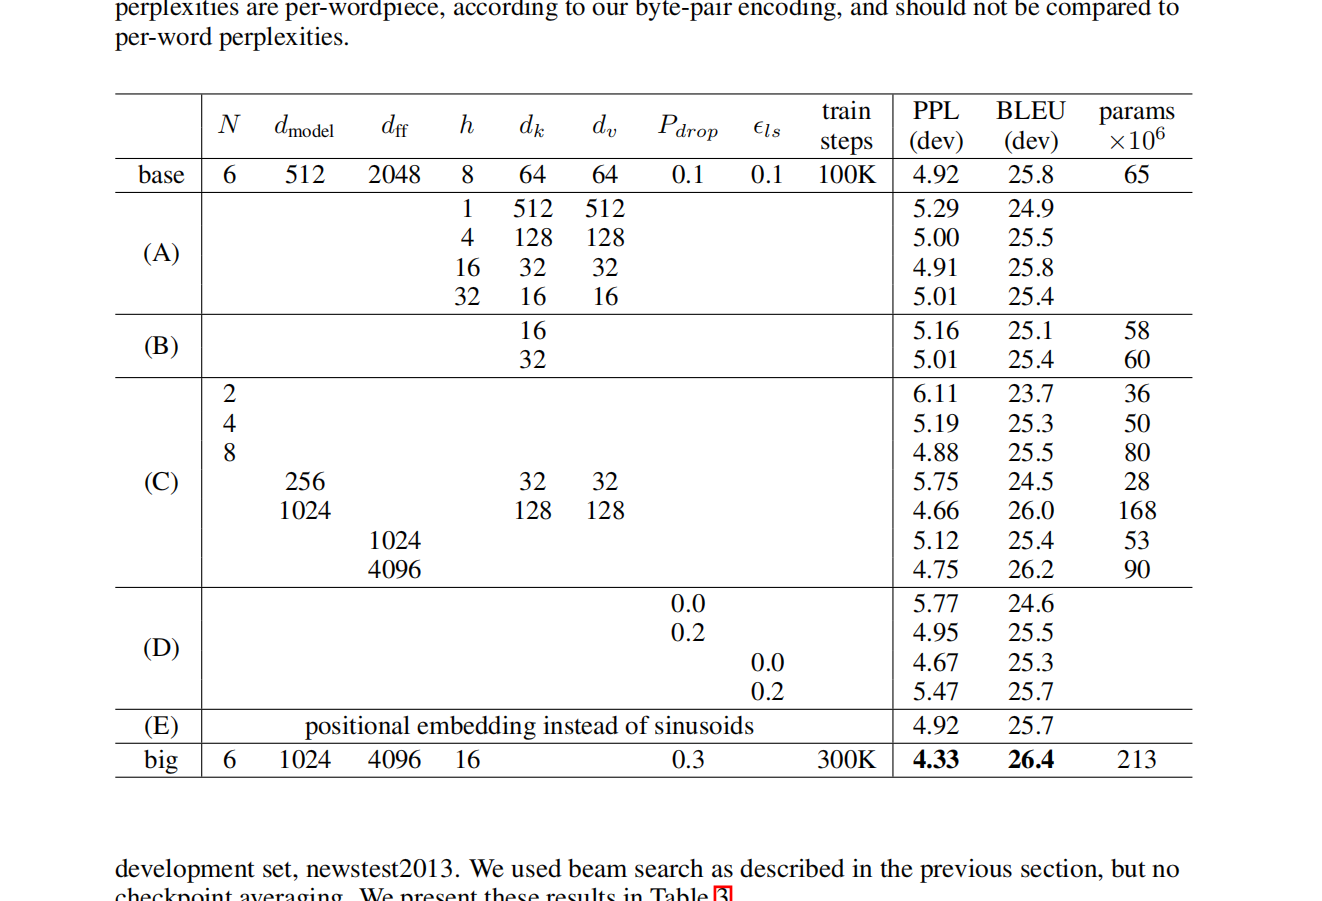 perplexities are per-wordpiece, according to our byte-pair encoding, and should not be compared to
per-word perplexities.
N d_model d_ff h d_k d_v P_drop ϵ_ls train steps PPL (dev) BLEU (dev) params ×10^6
base 6 512 2048 8 64 64 0.1 0.1 100K 4.92 25.8 65
(A) 1 512 512 5.29 24.9
4 128 128 5.00 25.5
16 32 32 4.91 25.8
32 16 16 5.01 25.4
(B) 16 5.16 25.1 58
32 5.01 25.4 60
(C) 2 6.11 23.7 36
4 5.19 25.3 50
8 4.88 25.5 80
256 32 32 5.75 24.5 28
1024 128 128 4.66 26.0 168
1024 5.12 25.4 53
4096 4.75 26.2 90
(D) 0.0 5.77 24.6
0.2 4.95 25.5
0.0 4.67 25.3
0.2 5.47 25.7
(E) positional embedding instead of sinusoids 4.92 25.7
big 6 1024 4096 16 0.3 300K 4.33 26.4 213
development set, newstest2013. We used beam search as described in the previous section, but no
checkpoint averaging. We present these results in Table 3.